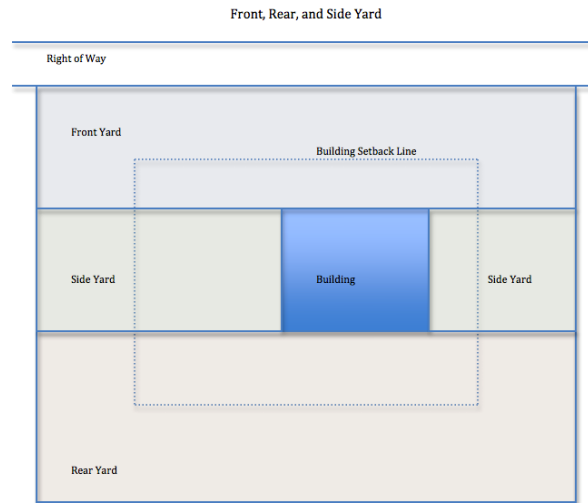 Front, Rear, and Side Yard
Right of Way
Front Yard
Building Setback Line
Side Yard
Building
Side Yard
Rear Yard